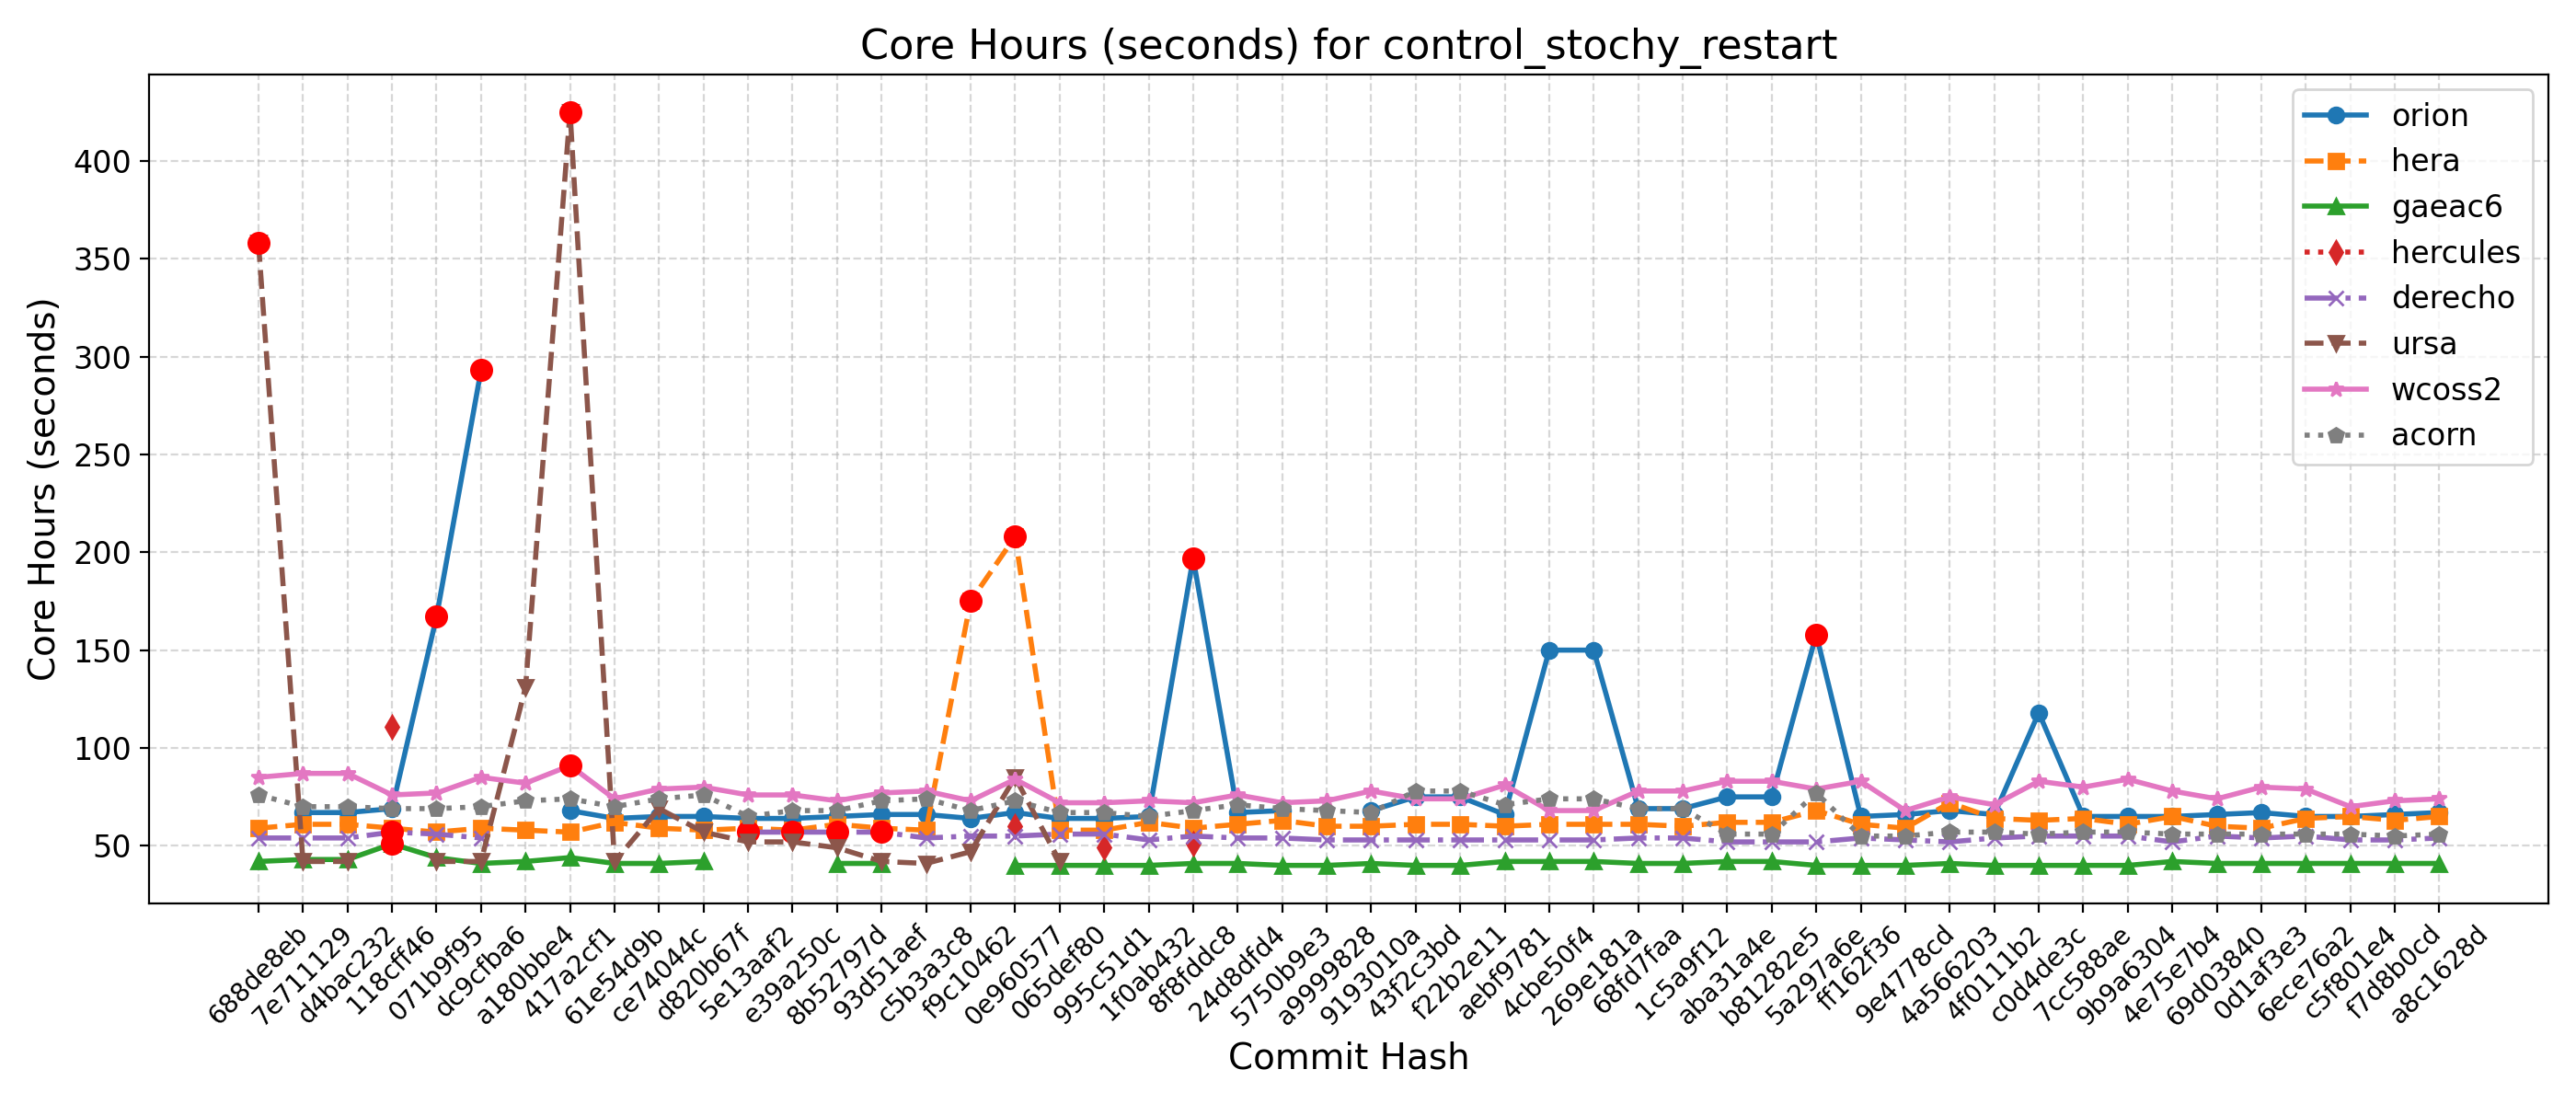 Core Hours (seconds) for control_stochy_restart
Core Hours (seconds)
400
350
300
250
200
150
100
50
orion
hera
gaeac6
hercules
derecho
ursa
wcoss2
acorn
688de8eb
7e711129
d4bac232
118cff46
071b9f95
dc9cfba6
a180bbe4
417a2cf1
61e54d9b
ce74044c
d820b67f
5e13aaf2
e39a250c
8b52797d
93d51aef
c5b3a3c8
f9c10462
0e960577
065def80
995c51d1
1f0ab432
8f8fddc8
24d8dfd4
5750b9e3
a9999828
9193010a
43f2c3bd
f22b2e11
aebf9781
4cbe50f4
269e181a
68fd7faa
1c5a9f12
aba31a4e
b81282e5
5a297a6e
ff162f36
9e4778cd
4a566203
4f0111b2
c0d4de3c
7cc588ae
9b9a6304
4e75e7b4
69d03840
0d1af3e3
6ece76a2
c5f801e4
f7d8b0cd
a8c1628d
Commit Hash